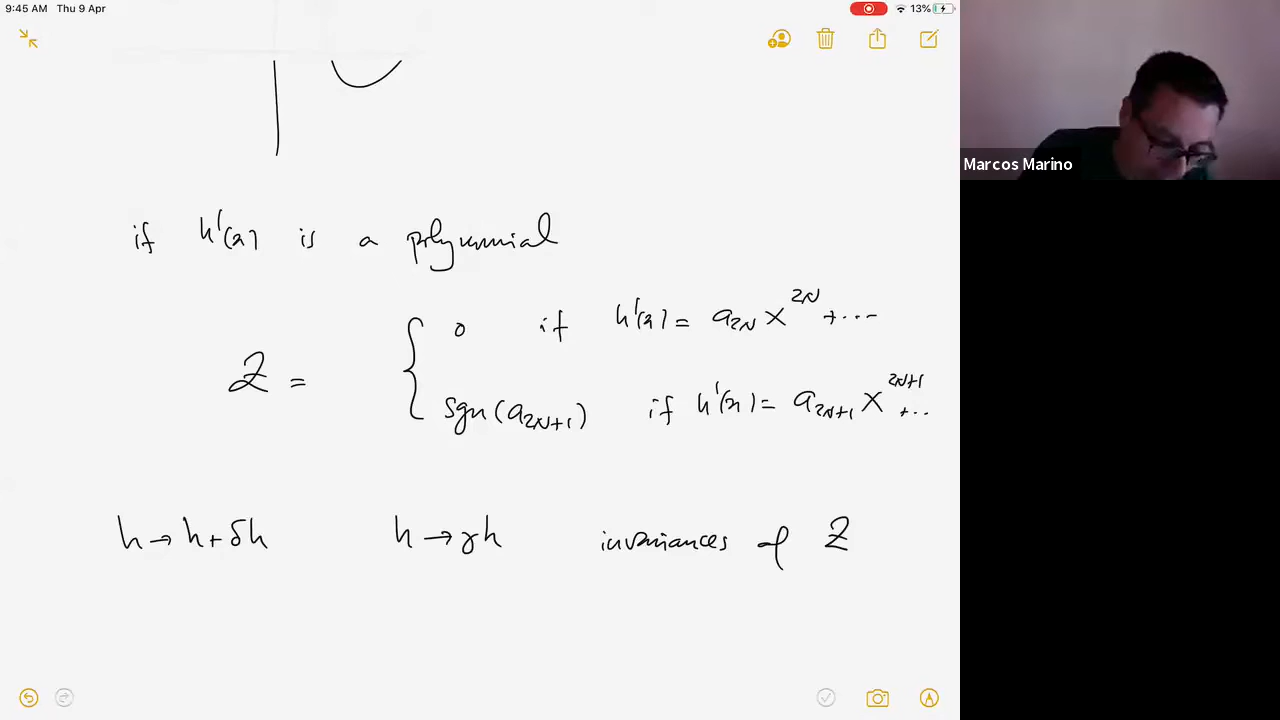 9:45 AM Thu 9 Apr
13%
Marcos Marino
if h'(x) is a polynomial
Z = { 0 if h'(x) = a_{2N} x^{2N} + ...
sgn(a_{2N+1}) if h'(x) = a_{2N+1} x^{2N+1} + ...
h → h + δh h → γh invariances of Z